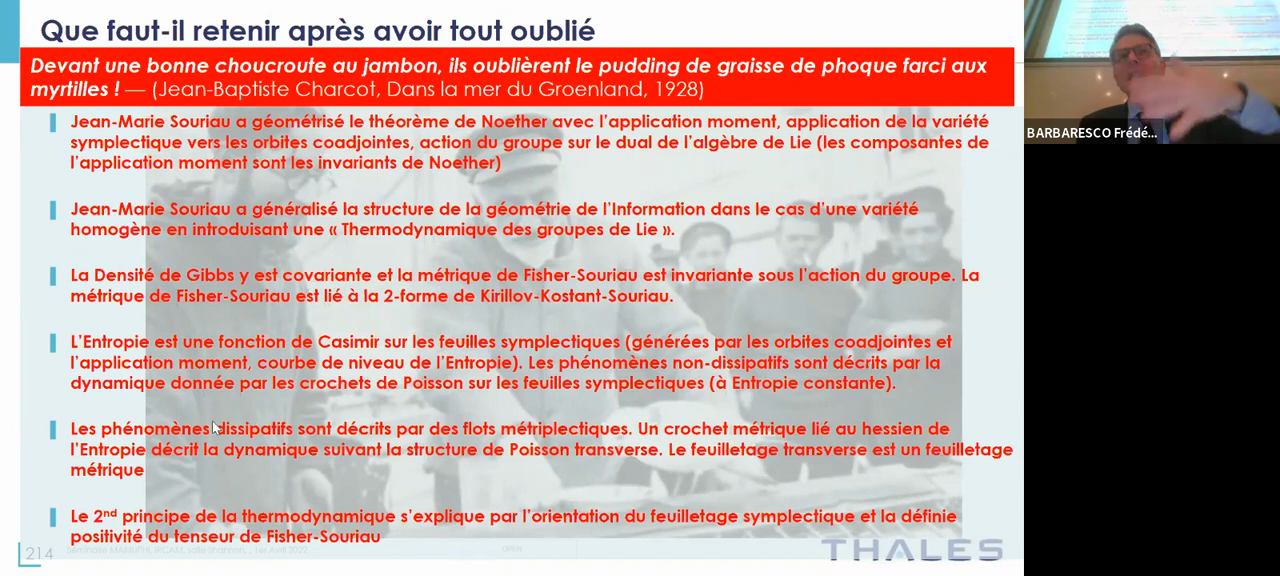 Que faut-il retenir après avoir tout oublié
Devant une bonne choucroute au jambon, ils oublièrent le pudding de graisse de phoque farci aux
myrtilles ! — (Jean-Baptiste Charcot, Dans la mer du Groenland, 1928)
Jean-Marie Souriau a géométrisé le théorème de Noether avec l'application moment, application de la variété
symplectique vers les orbites coadjointes, action du groupe sur le dual de l'algèbre de Lie (les composantes de
l'application moment sont les invariants de Noether)
Jean-Marie Souriau a généralisé la structure de la géométrie de l'Information dans le cas d'une variété
homogène en introduisant une « Thermodynamique des groupes de Lie ».
La Densité de Gibbs y est covariante et la métrique de Fisher-Souriau est invariante sous l'action du groupe. La
métrique de Fisher-Souriau est lié à la 2-forme de Kirillov-Kostant-Souriau.
L'Entropie est une fonction de Casimir sur les feuilles symplectiques (générées par les orbites coadjointes et
l'application moment, courbe de niveau de l'Entropie). Les phénomènes non-dissipatifs sont décrits par la
dynamique donnée par les crochets de Poisson sur les feuilles symplectiques (à Entropie constante).
Les phénomènes dissipatifs sont décrits par des flots métriplectiques. Un crochet métrique lié au hessien de
l'Entropie décrit la dynamique suivant la structure de Poisson transverse. Le feuilletage transverse est un feuilletage
métrique
Le 2nd principe de la thermodynamique s'explique par l'orientation du feuilletage symplectique et la définie
positivité du tenseur de Fisher-Souriau
214
Séminaire MAMUPHI, IRCAM, salle Shannon, , 1er Avril 2022
OPEN
THALES
BARBARESCO Frédé...